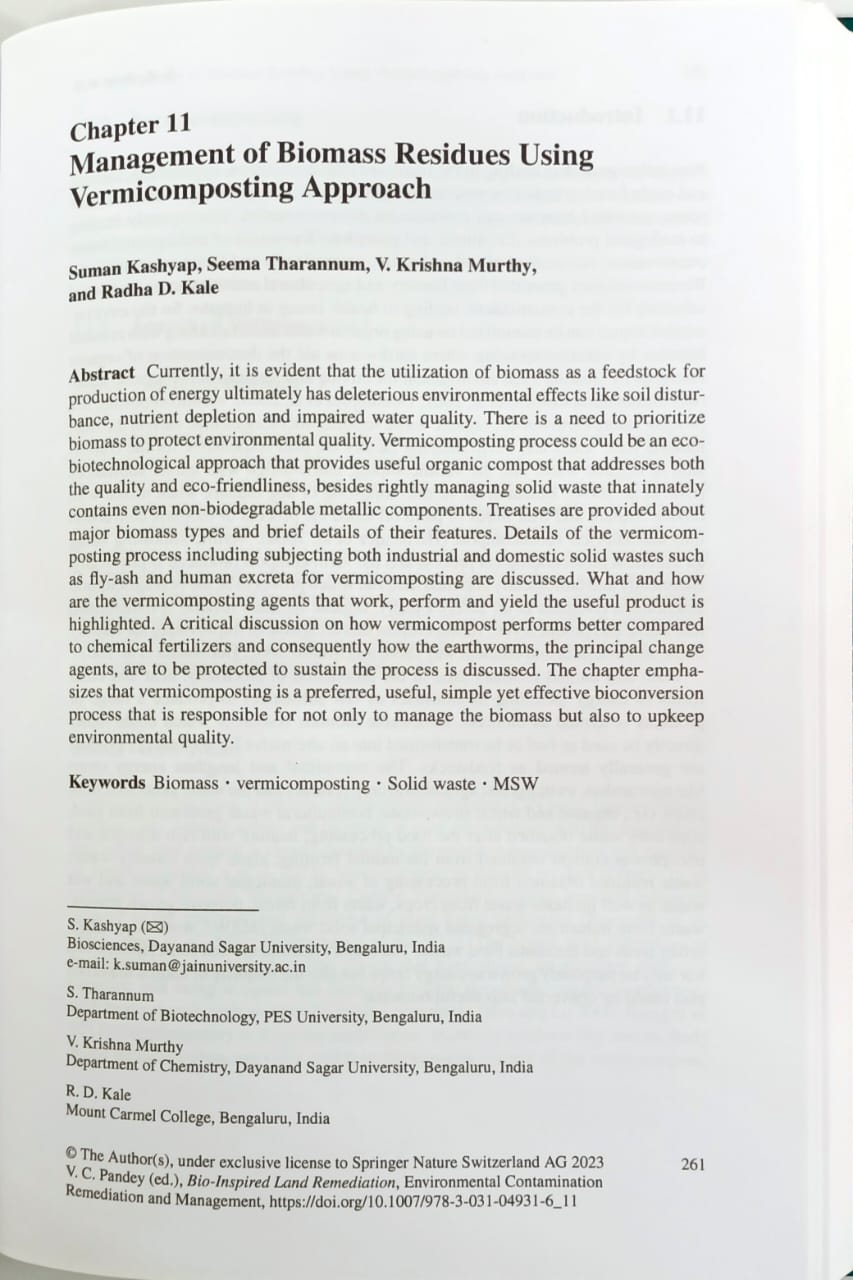 Chapter 11
Management of Biomass Residues Using
Vermicomposting Approach
Suman Kashyap, Seema Tharannum, V. Krishna Murthy,
and Radha D. Kale
Abstract Currently, it is evident that the utilization of biomass as a feedstock for
production of energy ultimately has deleterious environmental effects like soil distur-
bance, nutrient depletion and impaired water quality. There is a need to prioritize
biomass to protect environmental quality. Vermicomposting process could be an eco-
biotechnological approach that provides useful organic compost that addresses both
the quality and eco-friendliness, besides rightly managing solid waste that innately
contains even non-biodegradable metallic components. Treatises are provided about
major biomass types and brief details of their features. Details of the vermicom-
posting process including subjecting both industrial and domestic solid wastes such
as fly-ash and human excreta for vermicomposting are discussed. What and how
are the vermicomposting agents that work, perform and yield the useful product is
highlighted. A critical discussion on how vermicompost performs better compared
to chemical fertilizers and consequently how the earthworms, the principal change
agents, are to be protected to sustain the process is discussed. The chapter empha-
sizes that vermicomposting is a preferred, useful, simple yet effective bioconversion
process that is responsible for not only to manage the biomass but also to upkeep
environmental quality.
Keywords Biomass · vermicomposting · Solid waste · MSW
S. Kashyap (✉)
Biosciences, Dayanand Sagar University, Bengaluru, India
e-mail: k.suman@jainuniversity.ac.in
S. Tharannum
Department of Biotechnology, PES University, Bengaluru, India
V. Krishna Murthy
Department of Chemistry, Dayanand Sagar University, Bengaluru, India
R. D. Kale
Mount Carmel College, Bengaluru, India
© The Author(s), under exclusive license to Springer Nature Switzerland AG 2023 261
V. C. Pandey (ed.), Bio-Inspired Land Remediation, Environmental Contamination
Remediation and Management, https://doi.org/10.1007/978-3-031-04931-6_11